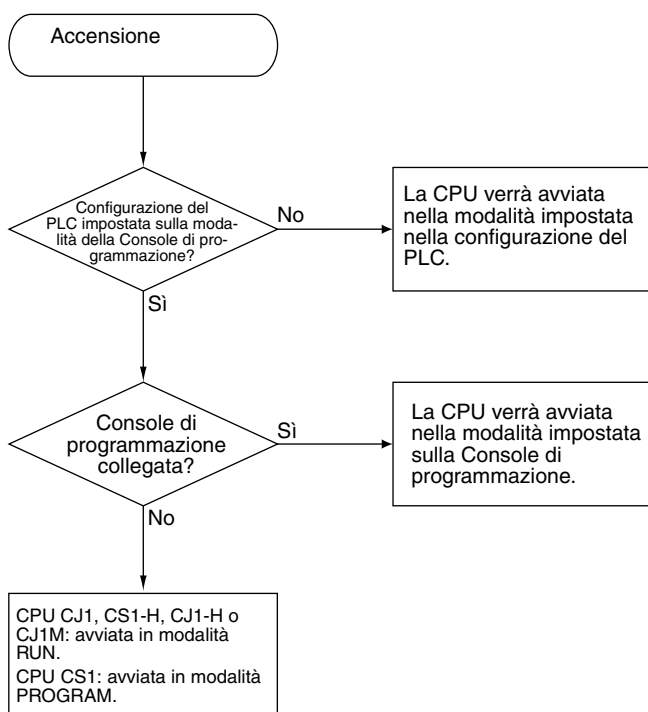 Accensione
Configurazione del
PLC impostata sulla moda-
lità della Console di pro-
grammazione?
No
La CPU verrà avviata
nella modalità impostata
nella configurazione del
PLC.
Sì
Console di
programmazione
collegata?
Sì
La CPU verrà avviata
nella modalità impostata
sulla Console di
programmazione.
No
CPU CJ1, CS1-H, CJ1-H o
CJ1M: avviata in modalità
RUN.
CPU CS1: avviata in modalità
PROGRAM.